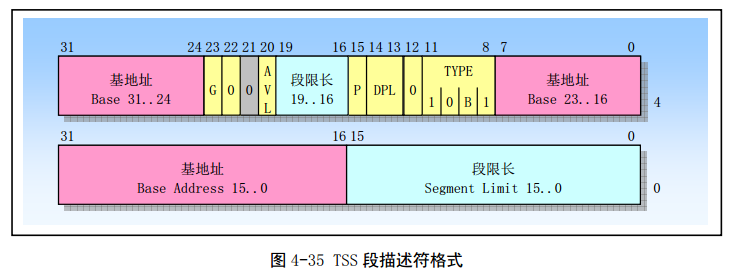 31 24 23 22 21 20 19 16 15 14 13 12 11 8 7 0
基地址
Base 31..24
G
0
0
A
V
L
段限长
19..16
P
DPL
0
TYPE
1 0 B 1
基地址
Base 23..16
4
31 16 15 0
基地址
Base Address 15..0
段限长
Segment Limit 15..0
0
图 4-35 TSS 段描述符格式